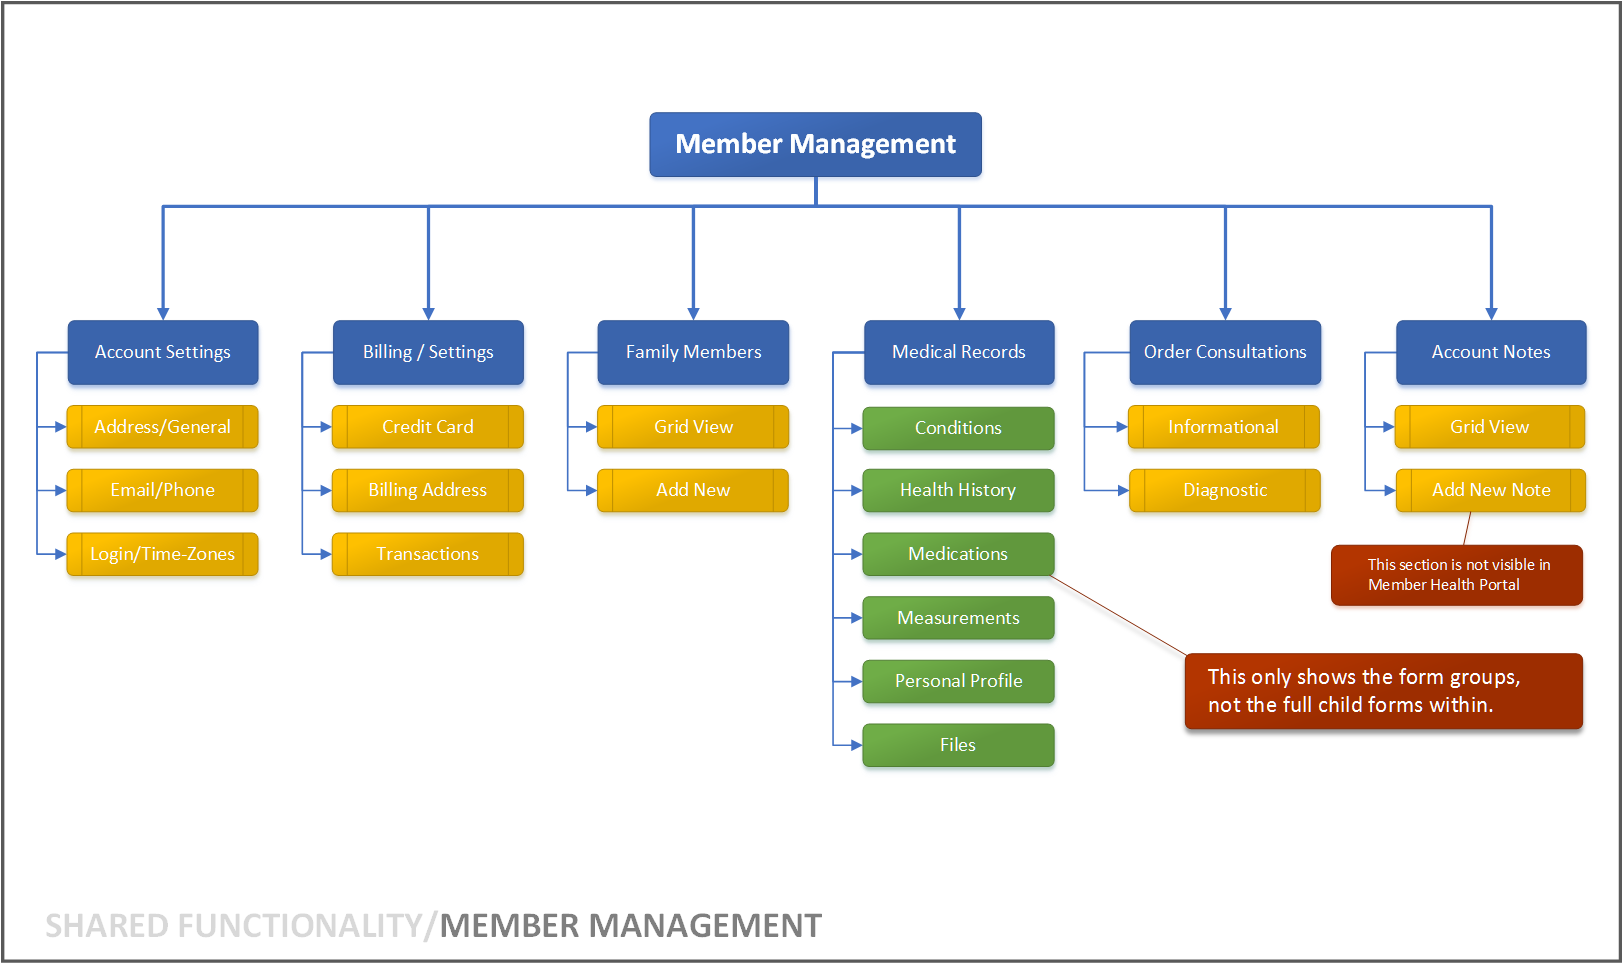 Member Management
Account Settings
Address/General
Email/Phone
Login/Time-Zones
Billing / Settings
Credit Card
Billing Address
Transactions
Family Members
Grid View
Add New
Medical Records
Conditions
Health History
Medications
Measurements
Personal Profile
Files
Order Consultations
Informational
Diagnostic
Account Notes
Grid View
Add New Note
This section is not visible in
Member Health Portal
This only shows the form groups,
not the full child forms within.
SHARED FUNCTIONALITY/MEMBER MANAGEMENT